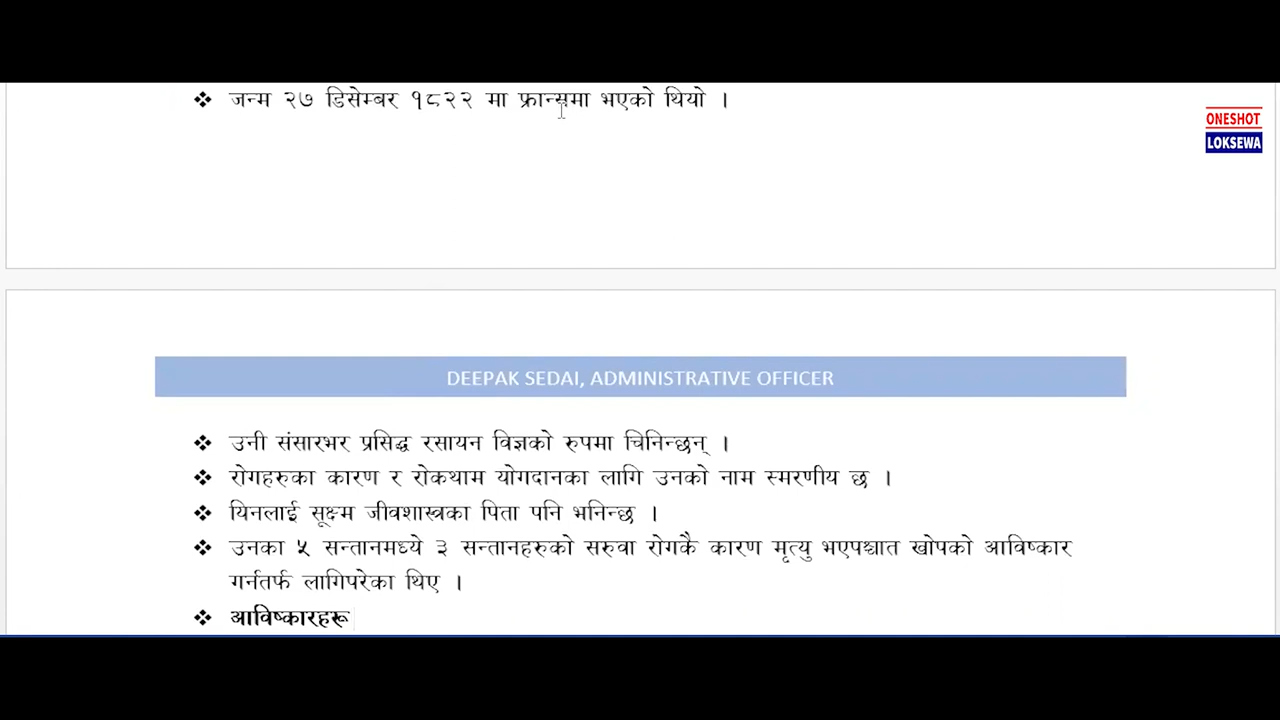 ❖ जन्म २७ डिसेम्बर १८२२ मा फ्रान्समा भएको थियो ।
ONESHOT
LOKSEWA
DEEPAK SEDAI, ADMINISTRATIVE OFFICER
❖ उनी संसारभर प्रसिद्ध रसायन विज्ञको रुपमा चिनिन्छन् ।
❖ रोगहरुका कारण र रोकथाम योगदानका लागि उनको नाम स्मरणीय छ ।
❖ यिनलाई सूक्ष्म जीवशास्त्रका पिता पनि भनिन्छ ।
❖ उनका ५ सन्तानमध्ये ३ सन्तानहरुको सरुवा रोगकै कारण मृत्यु भएपश्चात खोपको आविष्कार
गर्नतर्फ लागिपरेका थिए ।
❖ आविष्कारहरू